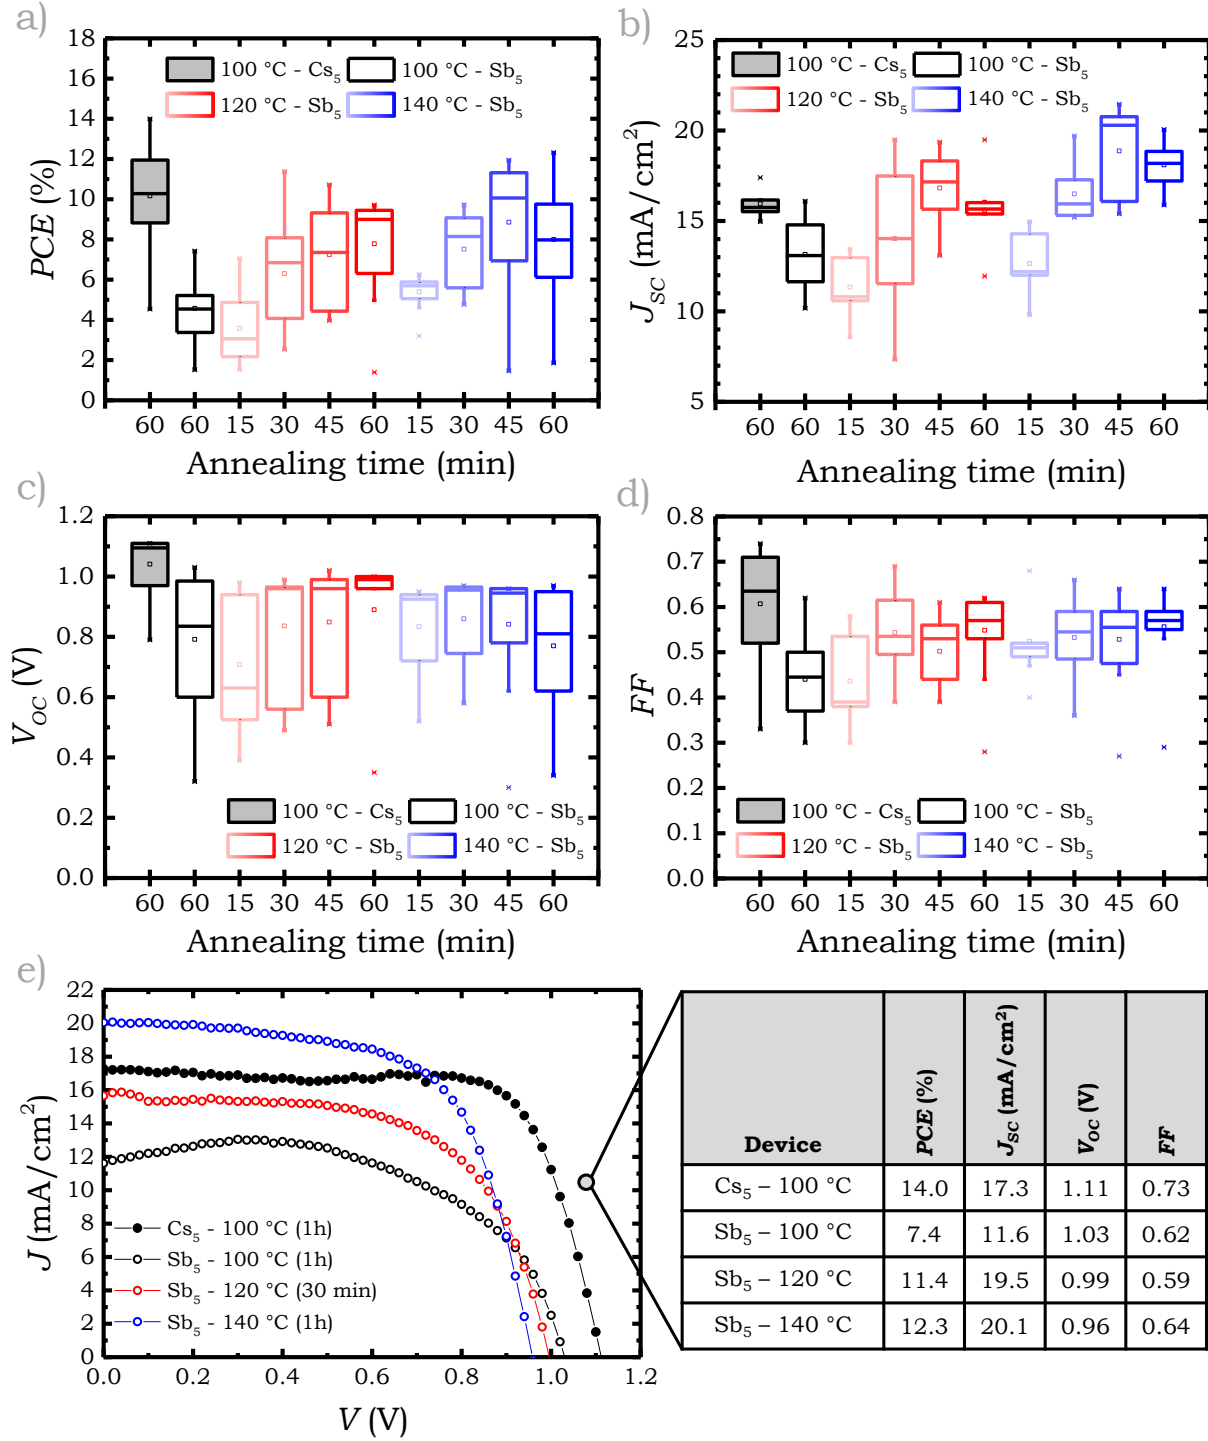 a)
PCE (%)
18
16
14
12
10
8
6
4
2
0
100 °C - Cs₅
100 °C - Sb₅
120 °C - Sb₅
140 °C - Sb₅
60 60 15 30 45 60 15 30 45 60
Annealing time (min)
b)
J_SC (mA/cm²)
25
20
15
10
5
100 °C - Cs₅
100 °C - Sb₅
120 °C - Sb₅
140 °C - Sb₅
60 60 15 30 45 60 15 30 45 60
Annealing time (min)
c)
V_OC (V)
1.2
1.0
0.8
0.6
0.4
0.2
0.0
100 °C - Cs₅
100 °C - Sb₅
120 °C - Sb₅
140 °C - Sb₅
60 60 15 30 45 60 15 30 45 60
Annealing time (min)
d)
FF
0.8
0.7
0.6
0.5
0.4
0.3
0.2
0.1
0.0
100 °C - Cs₅
100 °C - Sb₅
120 °C - Sb₅
140 °C - Sb₅
60 60 15 30 45 60 15 30 45 60
Annealing time (min)
e)
J (mA/cm²)
22
20
18
16
14
12
10
8
6
4
2
0
Cs₅ - 100 °C (1h)
Sb₅ - 100 °C (1h)
Sb₅ - 120 °C (30 min)
Sb₅ - 140 °C (1h)
0.0 0.2 0.4 0.6 0.8 1.0 1.2
V (V)
Device PCE (%) J_SC (mA/cm²) V_OC (V) FF
Cs₅ – 100 °C 14.0 17.3 1.11 0.73
Sb₅ – 100 °C 7.4 11.6 1.03 0.62
Sb₅ – 120 °C 11.4 19.5 0.99 0.59
Sb₅ – 140 °C 12.3 20.1 0.96 0.64